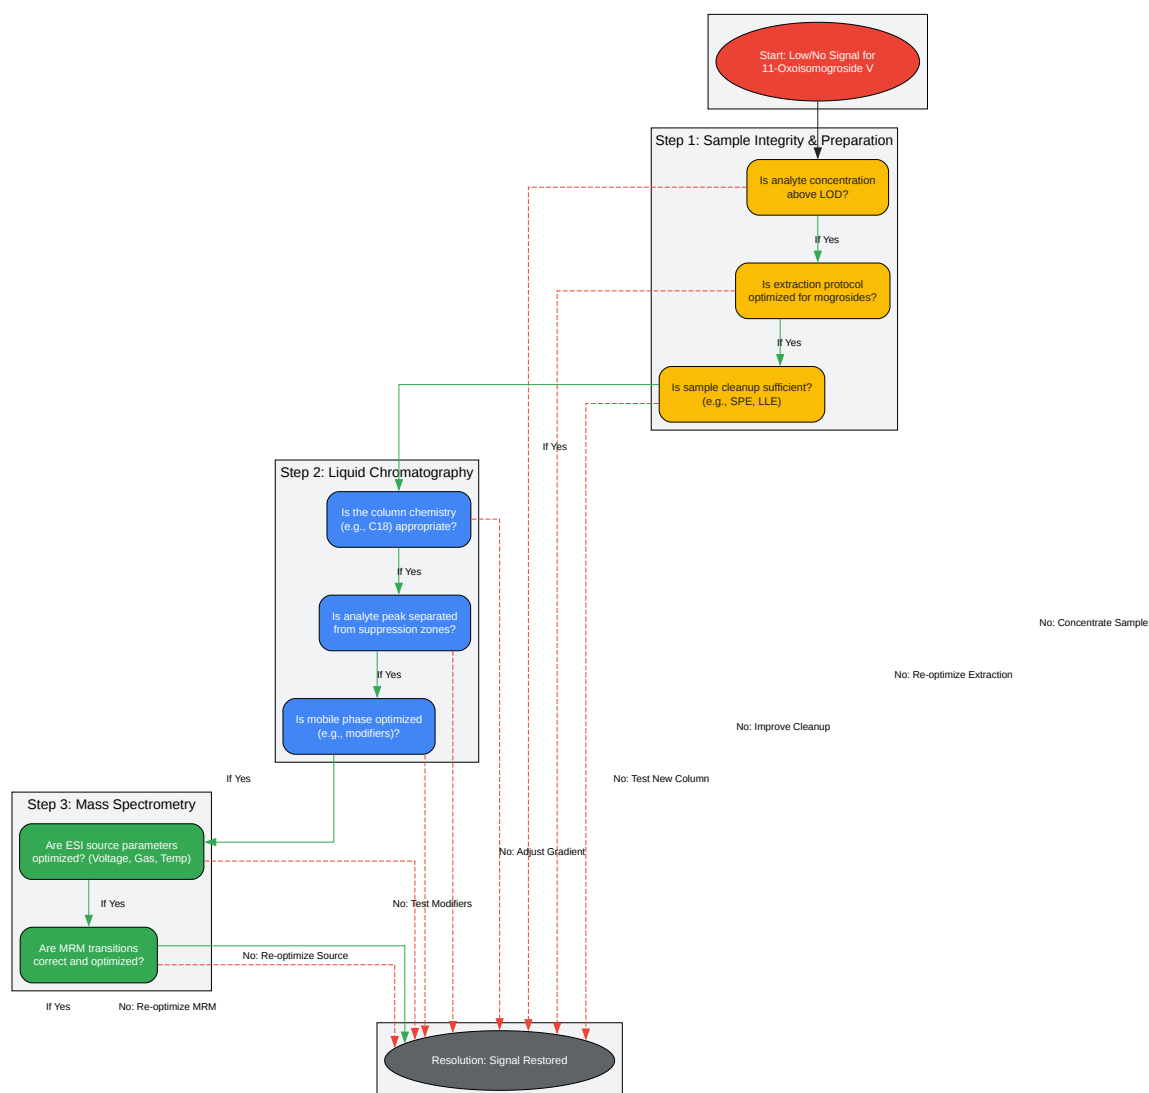 Start: Low/No Signal for
11-Oxoisomogroside V
Step 1: Sample Integrity & Preparation
Is analyte concentration
above LOD?
If Yes
Is extraction protocol
optimized for mogrosides?
If Yes
Is sample cleanup sufficient?
(e.g., SPE, LLE)
If Yes
Step 2: Liquid Chromatography
Is the column chemistry
(e.g., C18) appropriate?
If Yes
Is analyte peak separated
from suppression zones?
No: Concentrate Sample
If Yes
No: Re-optimize Extraction
Is mobile phase optimized
(e.g., modifiers)?
No: Improve Cleanup
If Yes
No: Test New Column
Step 3: Mass Spectrometry
Are ESI source parameters
optimized? (Voltage, Gas, Temp)
No: Adjust Gradient
If Yes
No: Test Modifiers
Are MRM transitions
correct and optimized?
No: Re-optimize Source
If Yes
No: Re-optimize MRM
Resolution: Signal Restored